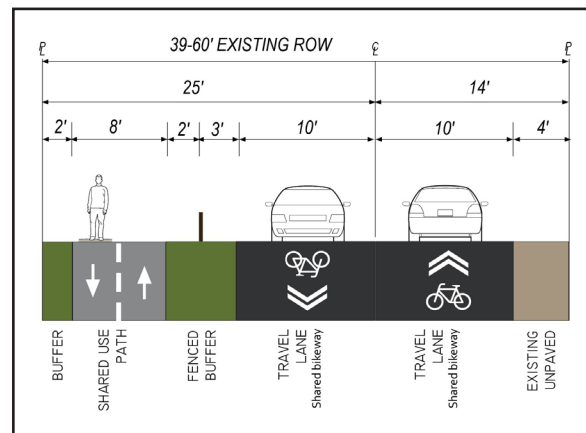 39-60' EXISTING ROW
℄
25'
14'
2'
8'
2'
3'
10'
10'
4'
BUFFER
SHARED USE
PATH
FENCED
BUFFER
TRAVEL
LANE
Shared bikeway
TRAVEL
LANE
Shared bikeway
EXISTING
UNPAVED